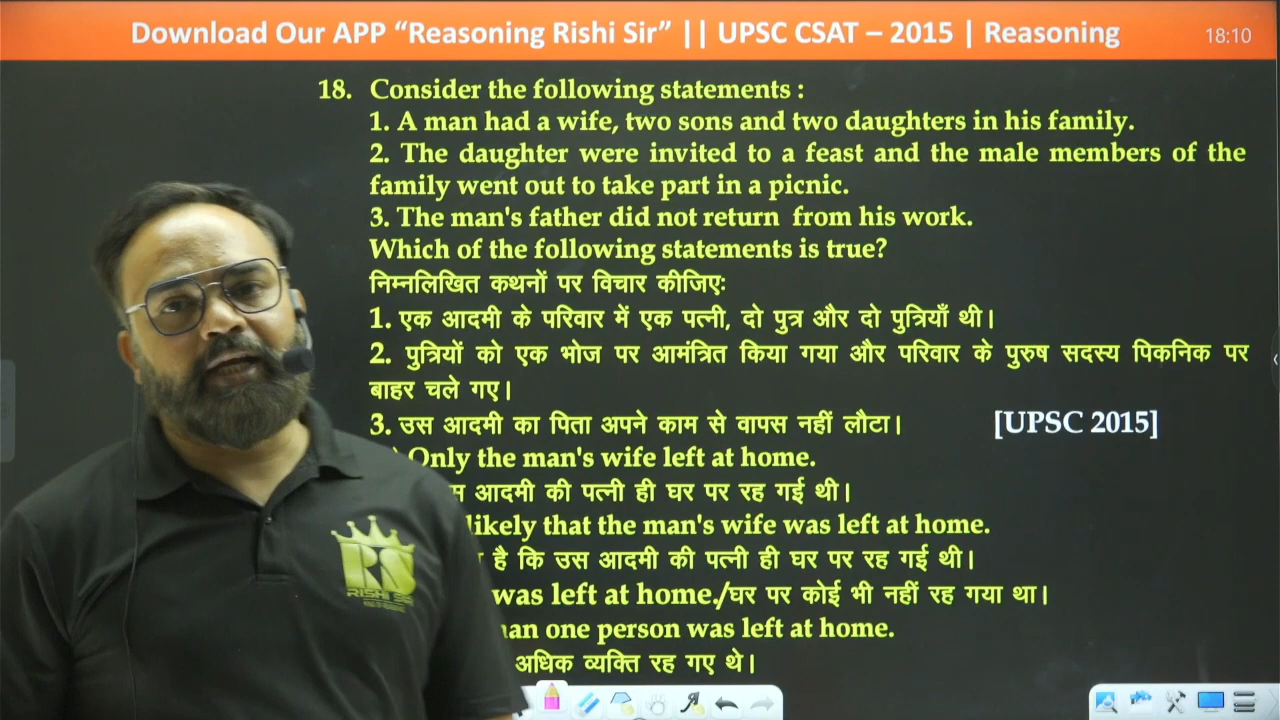 Download Our APP “Reasoning Rishi Sir” || UPSC CSAT – 2015 | Reasoning
18:10
18. Consider the following statements :
1. A man had a wife, two sons and two daughters in his family.
2. The daughter were invited to a feast and the male members of the
family went out to take part in a picnic.
3. The man's father did not return from his work.
Which of the following statements is true?
निम्नलिखित कथनों पर विचार कीजिएः
1. एक आदमी के परिवार में एक पत्नी, दो पुत्र और दो पुत्रियाँ थी।
2. पुत्रियों को एक भोज पर आमंत्रित किया गया और परिवार के पुरुष सदस्य पिकनिक पर
बाहर चले गए।
3. उस आदमी का पिता अपने काम से वापस नहीं लौटा। [UPSC 2015]
Only the man's wife left at home.
आदमी की पत्नी ही घर पर रह गई थी।
likely that the man's wife was left at home.
है कि उस आदमी की पत्नी ही घर पर रह गई थी।
was left at home./घर पर कोई भी नहीं रह गया था।
one person was left at home.
अधिक व्यक्ति रह गए थे।
RS
RISHI SIR